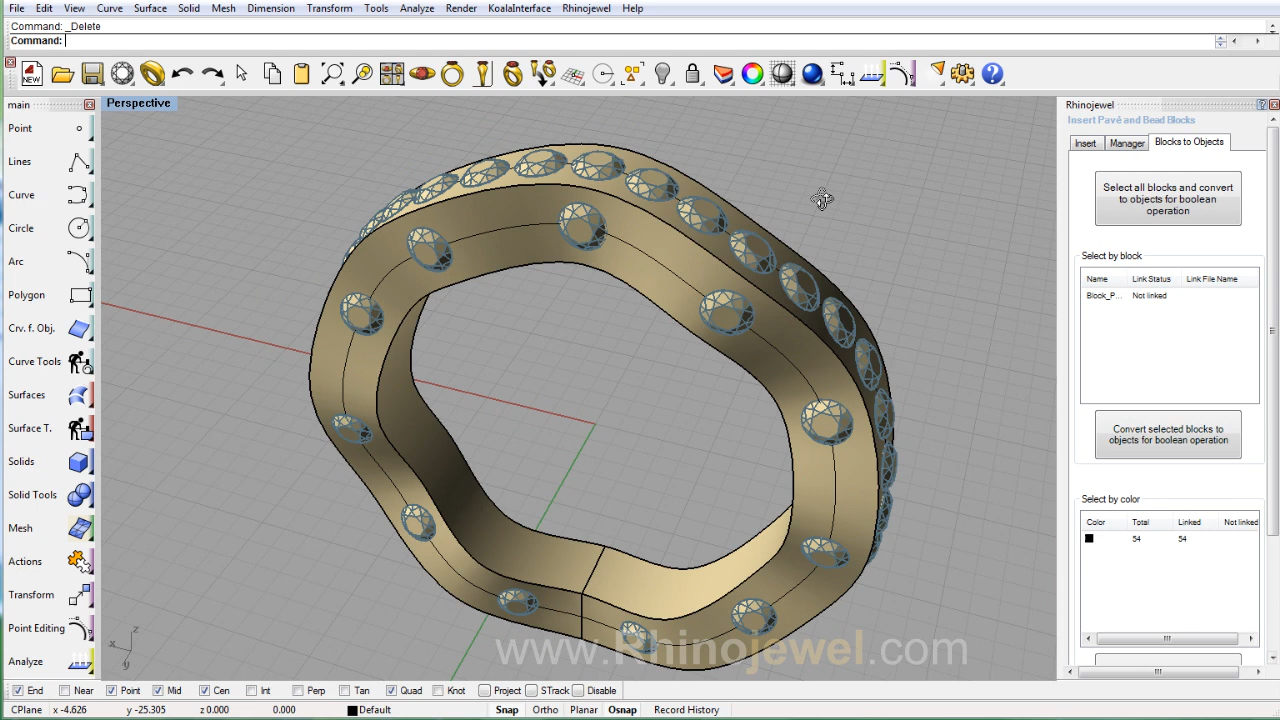 File Edit View Curve Surface Solid Mesh Dimension Transform Tools Analyze Render KoalaInterface Rhinojewel Help
Command: _Delete
Command:
NEW
main
Point
Lines
Curve
Circle
Arc
Polygon
Crv. f. Obj.
Curve Tools
Surfaces
Surface T.
Solids
Solid Tools
Mesh
Actions
Transform
Point Editing
Analyze
Perspective
z
x
y
www.Rhinojewel.com
Rhinojewel
Insert Pavé and Bead Blocks
Insert Manager Blocks to Objects
Select all blocks and convert
to objects for boolean
operation
Select by block
Name Link Status Link File Name
Block_P... Not linked
Convert selected blocks to
objects for boolean operation
Select by color
Color Total Linked Not linked
54 54
End Near Point Mid Cen Int Perp Tan Quad Knot Project STrack Disable
CPlane x -4.626 y -25.305 z 0.000 0.000 Default Snap Ortho Planar Osnap Record History